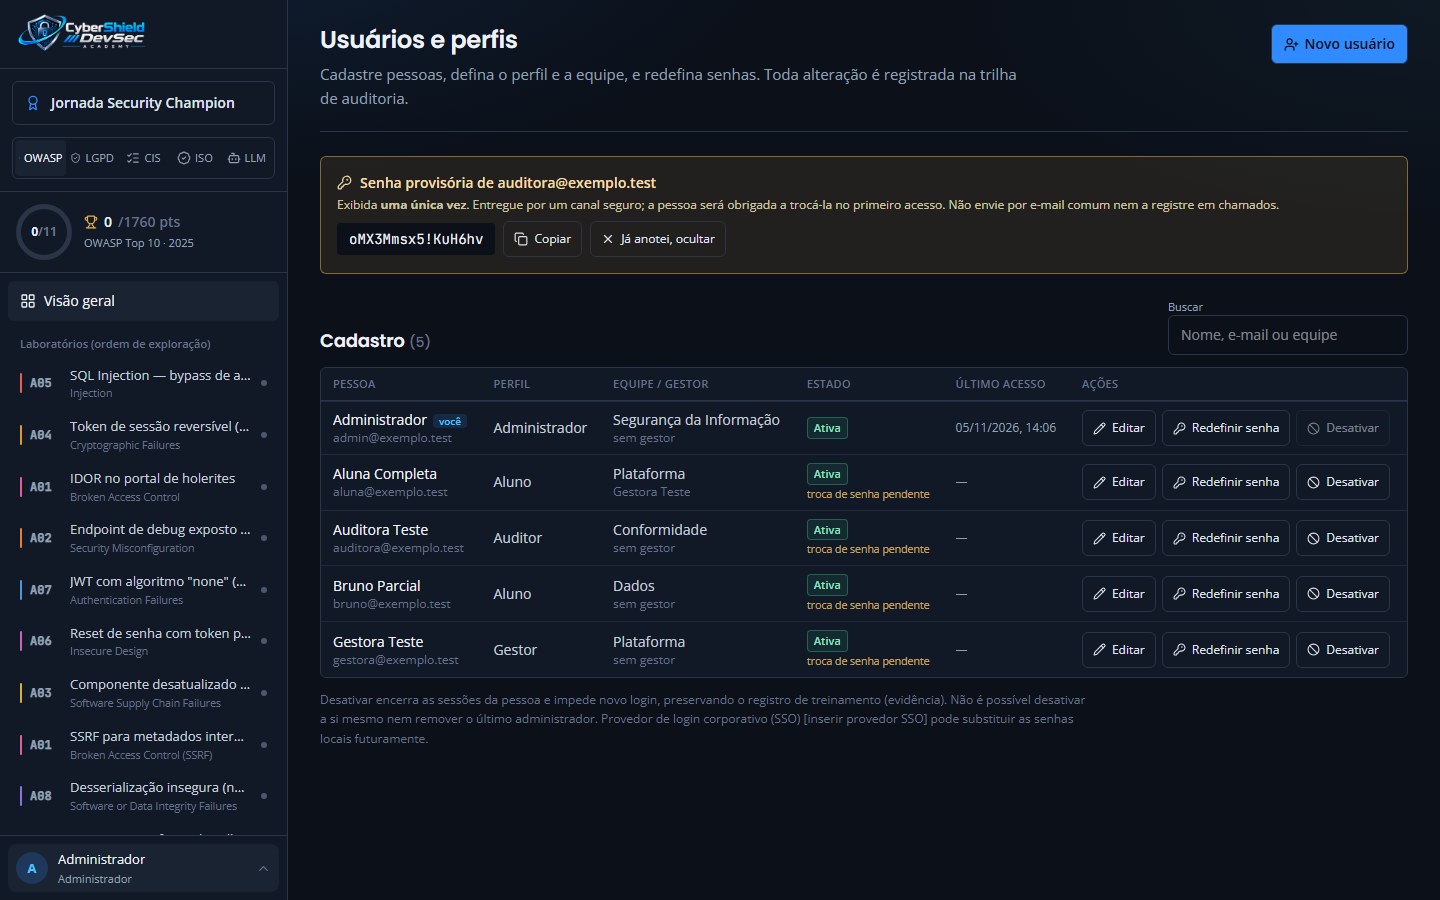 CyberShield
DevSec
ACADEMY
Jornada Security Champion
OWASP LGPD CIS ISO LLM
0/11
0 /1760 pts
OWASP Top 10 · 2025
Visão geral
Laboratórios (ordem de exploração)
A05 SQL Injection — bypass de a...
Injection
A04 Token de sessão reversível (...
Cryptographic Failures
A01 IDOR no portal de holerites
Broken Access Control
A02 Endpoint de debug exposto ...
Security Misconfiguration
A07 JWT com algoritmo "none" (...
Authentication Failures
A06 Reset de senha com token p...
Insecure Design
A03 Componente desatualizado ...
Software Supply Chain Failures
A01 SSRF para metadados inter...
Broken Access Control (SSRF)
A08 Desserialização insegura (n...
Software or Data Integrity Failures
A Administrador
Administrador
Usuários e perfis
Novo usuário
Cadastre pessoas, defina o perfil e a equipe, e redefina senhas. Toda alteração é registrada na trilha
de auditoria.
Senha provisória de auditora@exemplo.test
Exibida uma única vez. Entregue por um canal seguro; a pessoa será obrigada a trocá-la no primeiro acesso. Não envie por e-mail comum nem a registre em chamados.
oMX3Mmsx5!KuH6hv Copiar Já anotei, ocultar
Buscar
Cadastro (5)
Nome, e-mail ou equipe
PESSOA PERFIL EQUIPE / GESTOR ESTADO ÚLTIMO ACESSO AÇÕES
Administrador você Administrador Segurança da Informação Ativa 05/11/2026, 14:06 Editar Redefinir senha Desativar
admin@exemplo.test sem gestor
Aluna Completa Aluno Plataforma Ativa — Editar Redefinir senha Desativar
aluna@exemplo.test Gestora Teste troca de senha pendente
Auditora Teste Auditor Conformidade Ativa — Editar Redefinir senha Desativar
auditora@exemplo.test sem gestor troca de senha pendente
Bruno Parcial Aluno Dados Ativa — Editar Redefinir senha Desativar
bruno@exemplo.test sem gestor troca de senha pendente
Gestora Teste Gestor Plataforma Ativa — Editar Redefinir senha Desativar
gestora@exemplo.test sem gestor troca de senha pendente
Desativar encerra as sessões da pessoa e impede novo login, preservando o registro de treinamento (evidência). Não é possível desativar
a si mesmo nem remover o último administrador. Provedor de login corporativo (SSO) [inserir provedor SSO] pode substituir as senhas
locais futuramente.